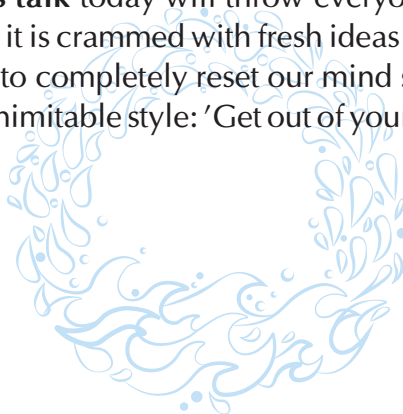 talk today will throw everyo
it is crammed with fresh ideas
to completely reset our mind s
nimitable style: ’Get out of your